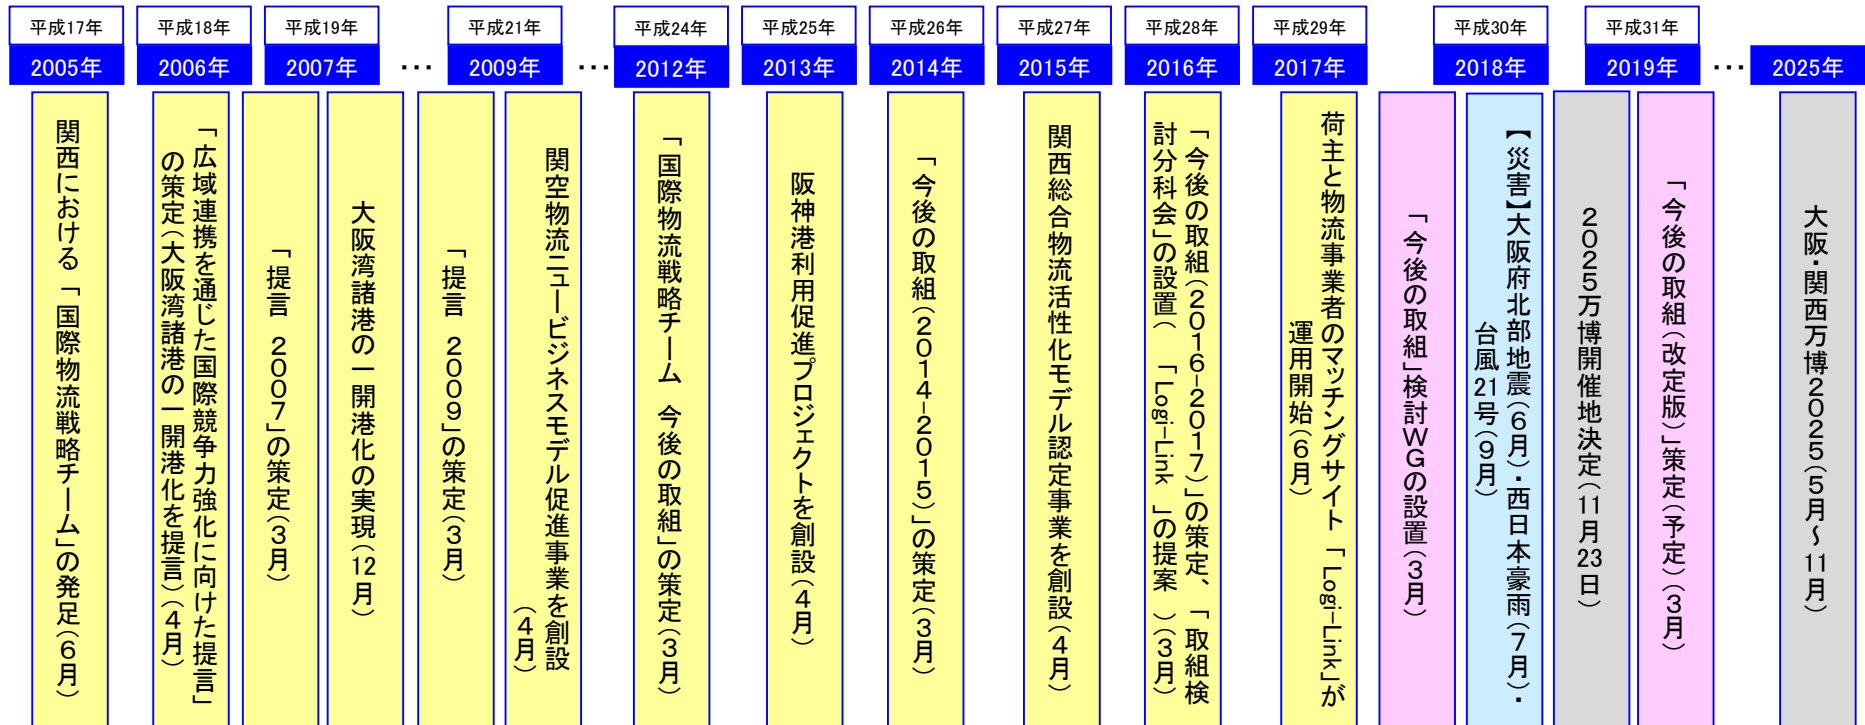 平成17年
平成18年
平成19年
平成21年
平成24年
平成25年
平成26年
平成27年
平成28年
平成29年
平成30年
平成31年
2005年
2006年
2007年
…
2009年
…
2012年
2013年
2014年
2015年
2016年
2017年
2018年
2019年
…
2025年
関西における「国際物流戦略チーム」の発足(6月)
「広域連携を通じた国際競争力強化に向けた提言」
の策定(大阪湾諸港の一開港化を提言)(4月)
「提言 2007」の策定(3月)
大阪湾諸港の一開港化の実現(12月)
「提言 2009」の策定(3月)
関空物流ニュービジネスモデル促進事業を創設
(4月)
「国際物流戦略チーム 今後の取組」の策定(3月)
阪神港利用促進プロジェクトを創設(4月)
「今後の取組(2014-2015)」の策定(3月)
関西総合物流活性化モデル認定事業を創設(4月)
「今後の取組(2016-2017)」の策定、「取組検
討分科会」の設置( 「Logi-Link 」の提案 )(3月)
荷主と物流事業者のマッチングサイト「Logi-Link」が
運用開始(6月)
「今後の取組」検討WGの設置(3月)
【災害】大阪府北部地震(6月)・西日本豪雨(7月)・
台風21号(9月)
2025万博開催地決定(11月23日)
「今後の取組(改定版)」策定(予定)(3月)
大阪・関西万博2025(5月~11月)